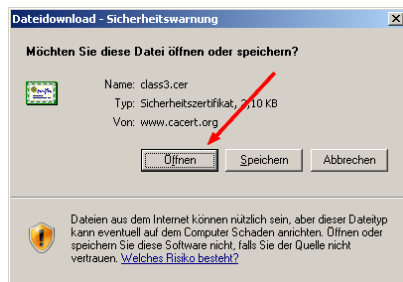 Dateidownload - Sicherheitswarnung
Möchten Sie diese Datei öffnen oder speichern?
Name: class3.cer
Typ: Sicherheitszertifikat, 2,10 KB
Von: www.cacert.org
Öffnen Speichern Abbrechen
Dateien aus dem Internet können nützlich sein, aber dieser Dateityp
kann eventuell auf dem Computer Schaden anrichten. Öffnen oder
speichern Sie diese Software nicht, falls Sie der Quelle nicht
vertrauen. Welches Risiko besteht?